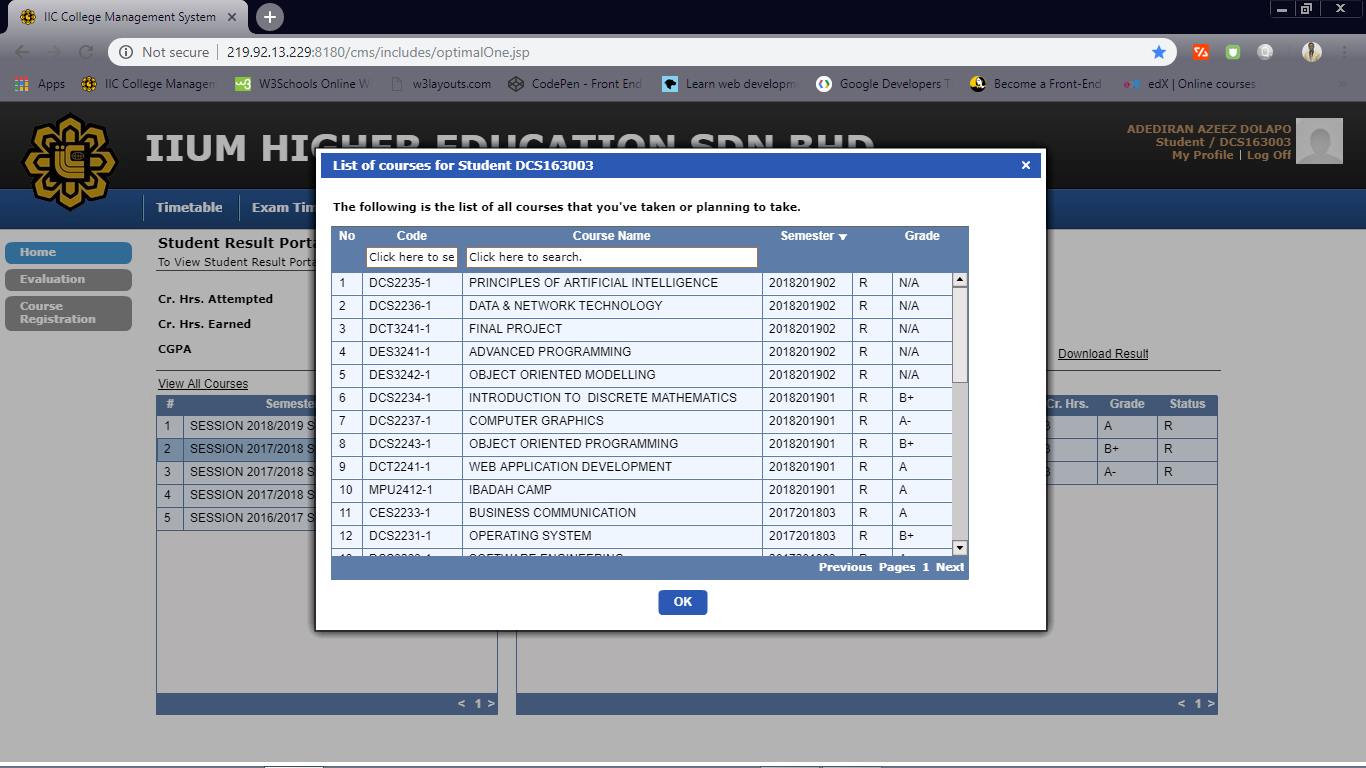 IIC College Management System
Not secure 219.92.13.229:8180/cms/includes/optimalOne.jsp
Apps IIC College Managem W3Schools Online W w3layouts.com CodePen - Front End Learn web developm Google Developers T Become a Front-End edX | Online courses
IIUM HIGHER EDUCATION SDN BHD
ADEDIRAN AZEEZ DOLAPO
Student / DCS163003
My Profile | Log Off
Timetable Exam Tim
Home
Evaluation
Course
Registration
Student Result Porta
To View Student Result Porta
Cr. Hrs. Attempted
Cr. Hrs. Earned
CGPA
Download Result
View All Courses
# Semeste
1 SESSION 2018/2019 S
2 SESSION 2017/2018 S
3 SESSION 2017/2018 S
4 SESSION 2017/2018 S
5 SESSION 2016/2017 S
< 1 >
Cr. Hrs. Grade Status
A R
B+ R
A- R
< 1 >
List of courses for Student DCS163003
The following is the list of all courses that you've taken or planning to take.
No Code Course Name Semester Grade
Click here to se Click here to search.
1 DCS2235-1 PRINCIPLES OF ARTIFICIAL INTELLIGENCE 2018201902 R N/A
2 DCS2236-1 DATA & NETWORK TECHNOLOGY 2018201902 R N/A
3 DCT3241-1 FINAL PROJECT 2018201902 R N/A
4 DES3241-1 ADVANCED PROGRAMMING 2018201902 R N/A
5 DES3242-1 OBJECT ORIENTED MODELLING 2018201902 R N/A
6 DCS2234-1 INTRODUCTION TO DISCRETE MATHEMATICS 2018201901 R B+
7 DCS2237-1 COMPUTER GRAPHICS 2018201901 R A-
8 DCS2243-1 OBJECT ORIENTED PROGRAMMING 2018201901 R B+
9 DCT2241-1 WEB APPLICATION DEVELOPMENT 2018201901 R A
10 MPU2412-1 IBADAH CAMP 2018201901 R A
11 CES2233-1 BUSINESS COMMUNICATION 2017201803 R A
12 DCS2231-1 OPERATING SYSTEM 2017201803 R B+
Previous Pages 1 Next
OK